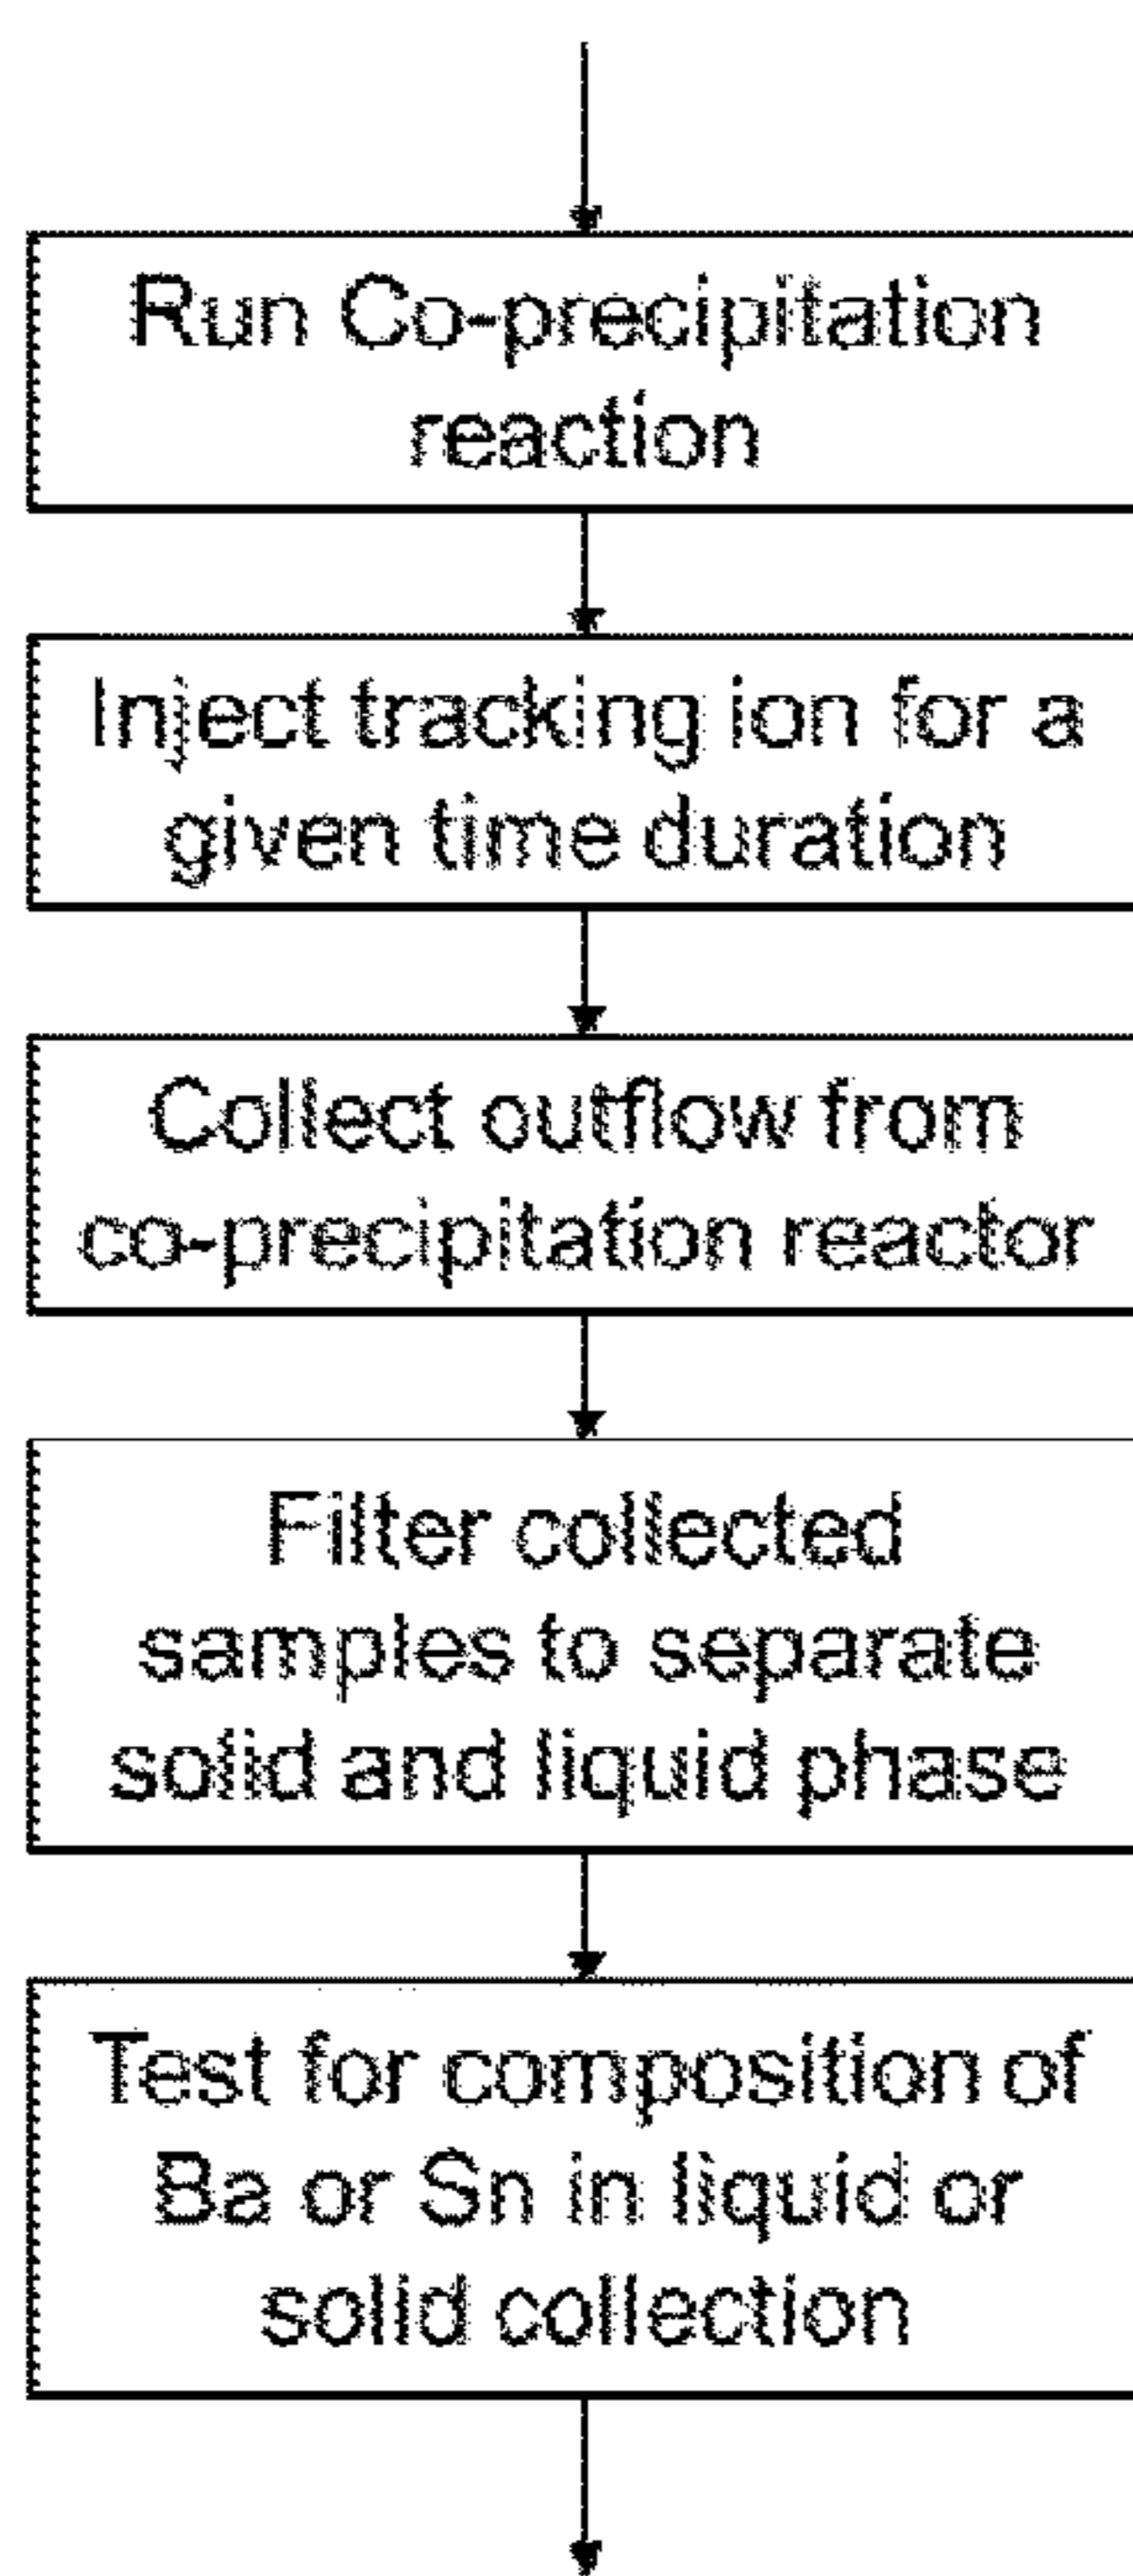 Run Co-precipitation
reaction
Inject tracking ion for a
given time duration
Collect outflow from
co-precipitation reactor
Filter collected
samples to separate
solid and liquid phase
Test for composition of
Ba or Sn in liquid or
solid collection